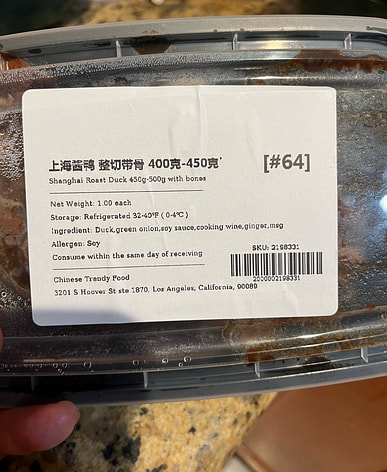 上海酱鸭 整切带骨 400克-450克'
[#64]
Shanghai Roast Duck 450g-500g with bones
Net Weight: 1.00 each
Storage: Refrigerated 32-40°F ( 0-4°C )
Ingredient: Duck,green onion,soy sauce,cooking wine,ginger,msg
Allergen: Soy
Consume within the same day of receiving
SKU: 2198331
2000002198331
Chinese Trendy Food
3201 S Hoover St ste 1870, Los Angeles, California, 90089